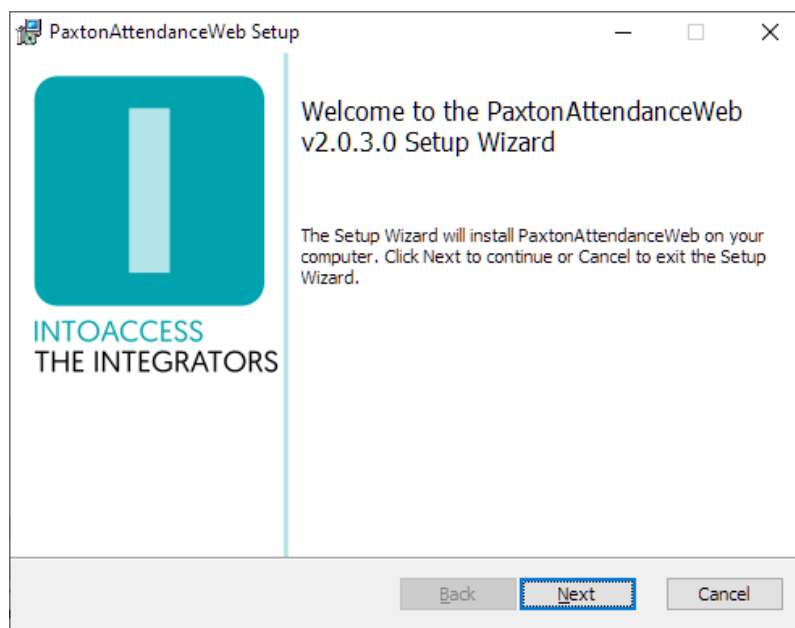 PaxtonAttendanceWeb Setup
Welcome to the PaxtonAttendanceWeb
v2.0.3.0 Setup Wizard
The Setup Wizard will install PaxtonAttendanceWeb on your
computer. Click Next to continue or Cancel to exit the Setup
Wizard.
INTOACCESS
THE INTEGRATORS
Back
Next
Cancel